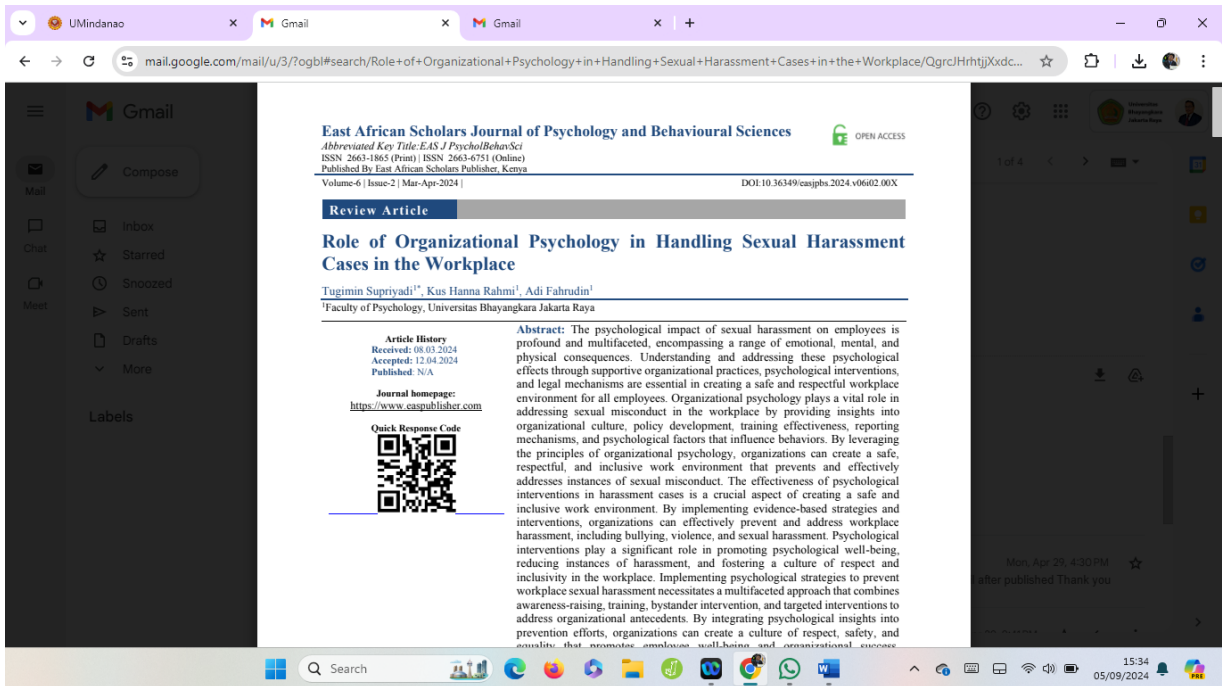 UMindanao
Gmail
Gmail
mail.google.com/mail/u/3/?ogbl#search/Role+of+Organizational+Psychology+in+Handling+Sexual+Harassment+Cases+in+the+Workplace/QgrcJHrhtjjXxdc...
Gmail
1 of 4
Compose
Mail
Inbox
Chat
Starred
Snoozed
Meet
Sent
Drafts
More
Labels
East African Scholars Journal of Psychology and Behavioural Sciences
OPEN ACCESS
Abbreviated Key Title:EAS J PsycholBehavSci
ISSN 2663-1865 (Print) | ISSN 2663-6751 (Online)
Published By East African Scholars Publisher, Kenya
Volume-6 | Issue-2 | Mar-Apr-2024 |
DOI:10.36349/easjpbs.2024.v06i02.00X
Review Article
Role of Organizational Psychology in Handling Sexual Harassment
Cases in the Workplace
Tugimin Supriyadi1*, Kus Hanna Rahmi1, Adi Fahrudin1
1Faculty of Psychology, Universitas Bhayangkara Jakarta Raya
Article History
Received: 08.03.2024
Accepted: 12.04.2024
Published: N/A
Journal homepage:
https://www.easpublisher.com
Quick Response Code
Abstract: The psychological impact of sexual harassment on employees is
profound and multifaceted, encompassing a range of emotional, mental, and
physical consequences. Understanding and addressing these psychological
effects through supportive organizational practices, psychological interventions,
and legal mechanisms are essential in creating a safe and respectful workplace
environment for all employees. Organizational psychology plays a vital role in
addressing sexual misconduct in the workplace by providing insights into
organizational culture, policy development, training effectiveness, reporting
mechanisms, and psychological factors that influence behaviors. By leveraging
the principles of organizational psychology, organizations can create a safe,
respectful, and inclusive work environment that prevents and effectively
addresses instances of sexual misconduct. The effectiveness of psychological
interventions in harassment cases is a crucial aspect of creating a safe and
inclusive work environment. By implementing evidence-based strategies and
interventions, organizations can effectively prevent and address workplace
harassment, including bullying, violence, and sexual harassment. Psychological
interventions play a significant role in promoting psychological well-being,
reducing instances of harassment, and fostering a culture of respect and
inclusivity in the workplace. Implementing psychological strategies to prevent
workplace sexual harassment necessitates a multifaceted approach that combines
awareness-raising, training, bystander intervention, and targeted interventions to
address organizational antecedents. By integrating psychological insights into
prevention efforts, organizations can create a culture of respect, safety, and
equality that promotes employee well-being and organizational success.
Mon, Apr 29, 4:30 PM
after published Thank you
Search
PRE
15:34
05/09/2024